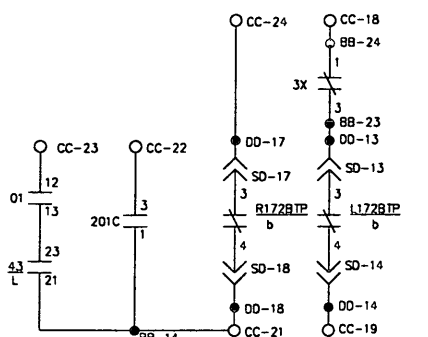 CC-24
CC-18
BB-24
1
3X
3
BB-23
CC-23
CC-22
DD-17
DD-13
SD-17
SD-13
12
01
13
3
201C
1
3
R172BTP
b
4
3
L172BTP
b
4
23
43
L
21
SD-18
SD-14
DD-18
DD-14
BB-14
CC-21
CC-19